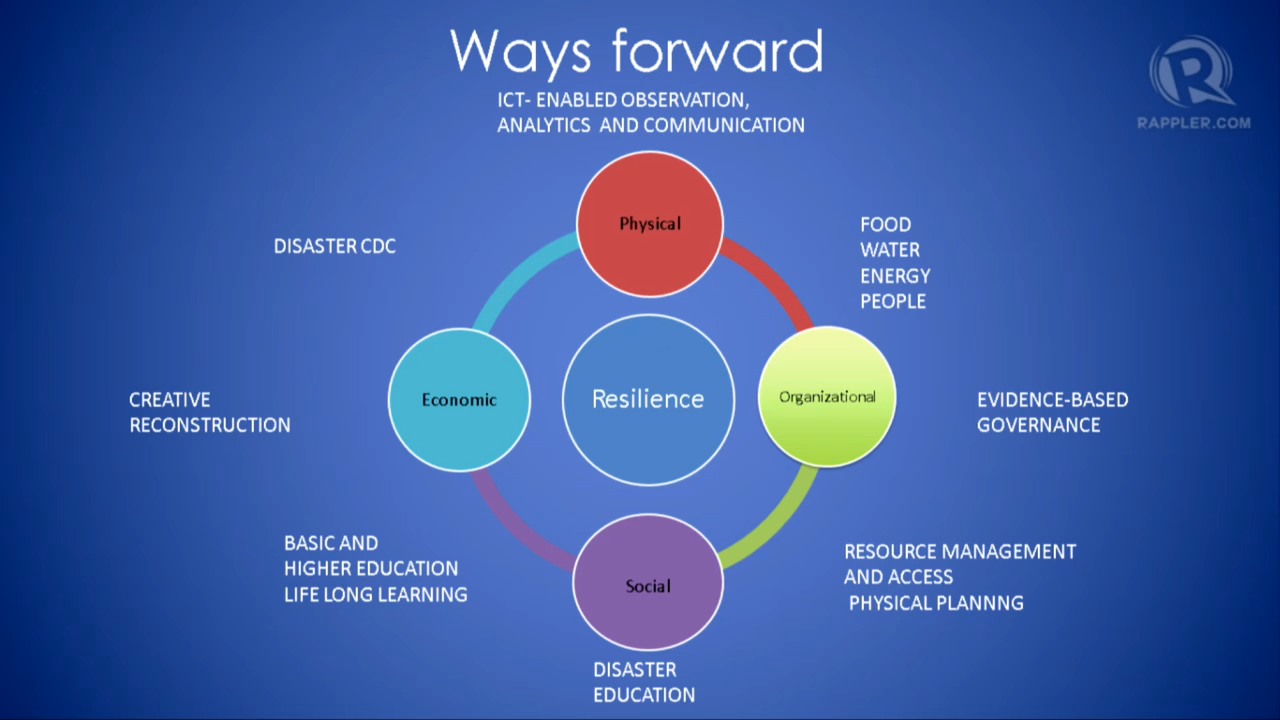 Ways forward
ICT- ENABLED OBSERVATION,
ANALYTICS AND COMMUNICATION
RAPPLER.COM
Physical
DISASTER CDC
FOOD
WATER
ENERGY
PEOPLE
Economic
Resilience
Organizational
CREATIVE
RECONSTRUCTION
EVIDENCE-BASED
GOVERNANCE
BASIC AND
HIGHER EDUCATION
LIFE LONG LEARNING
RESOURCE MANAGEMENT
AND ACCESS
PHYSICAL PLANNNG
Social
DISASTER
EDUCATION